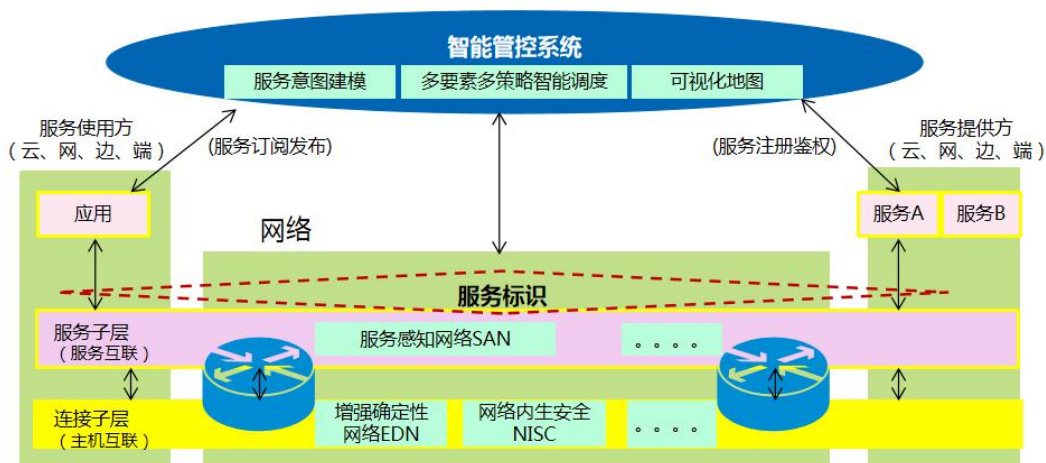 智能管控系统
服务意图建模
多要素多策略智能调度
可视化地图
服务使用方
（云、网、边、端）
(服务订阅发布)
(服务注册鉴权)
服务提供方
（云、网、边、端）
应用
服务A
服务B
网络
服务标识
服务子层
（服务互联）
服务感知网络SAN
。。。。
连接子层
（主机互联）
增强确定性
网络EDN
网络内生安全
NISC
。。。。